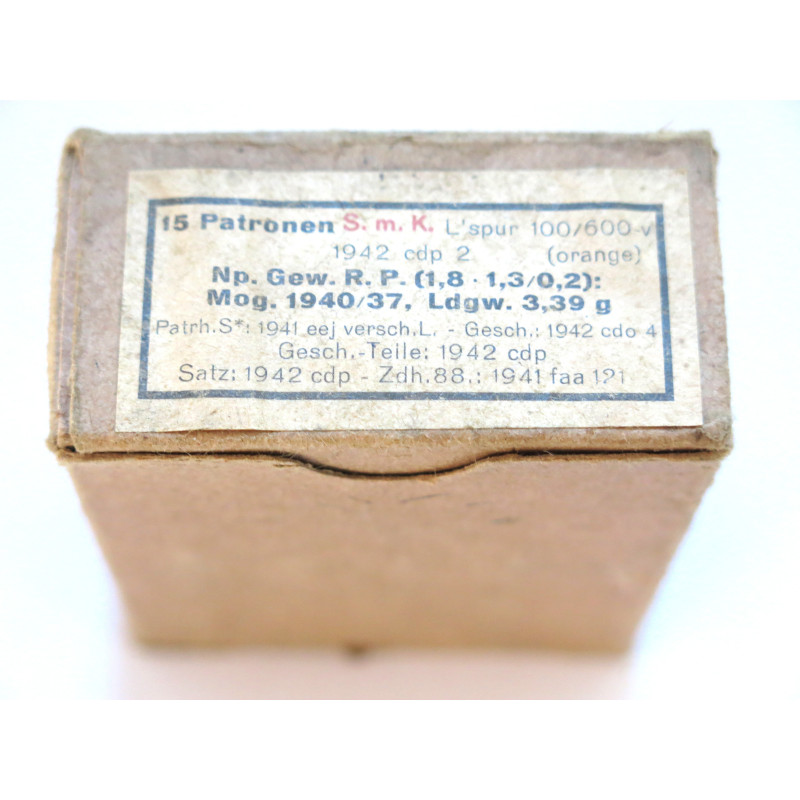 15 Patronen S. m. K. L'spur 100/600-v
1942 cdp 2 (orange)
Np. Gew. R. P. (1,8 · 1,3/0,2):
Mog. 1940/37, Ldgw. 3,39 g
Patrh.S*: 1941 eej versch.L. - Gesch.: 1942 cdo 4
Gesch.-Teile: 1942 cdp
Satz: 1942 cdp - Zdh.88.: 1941 faa 121